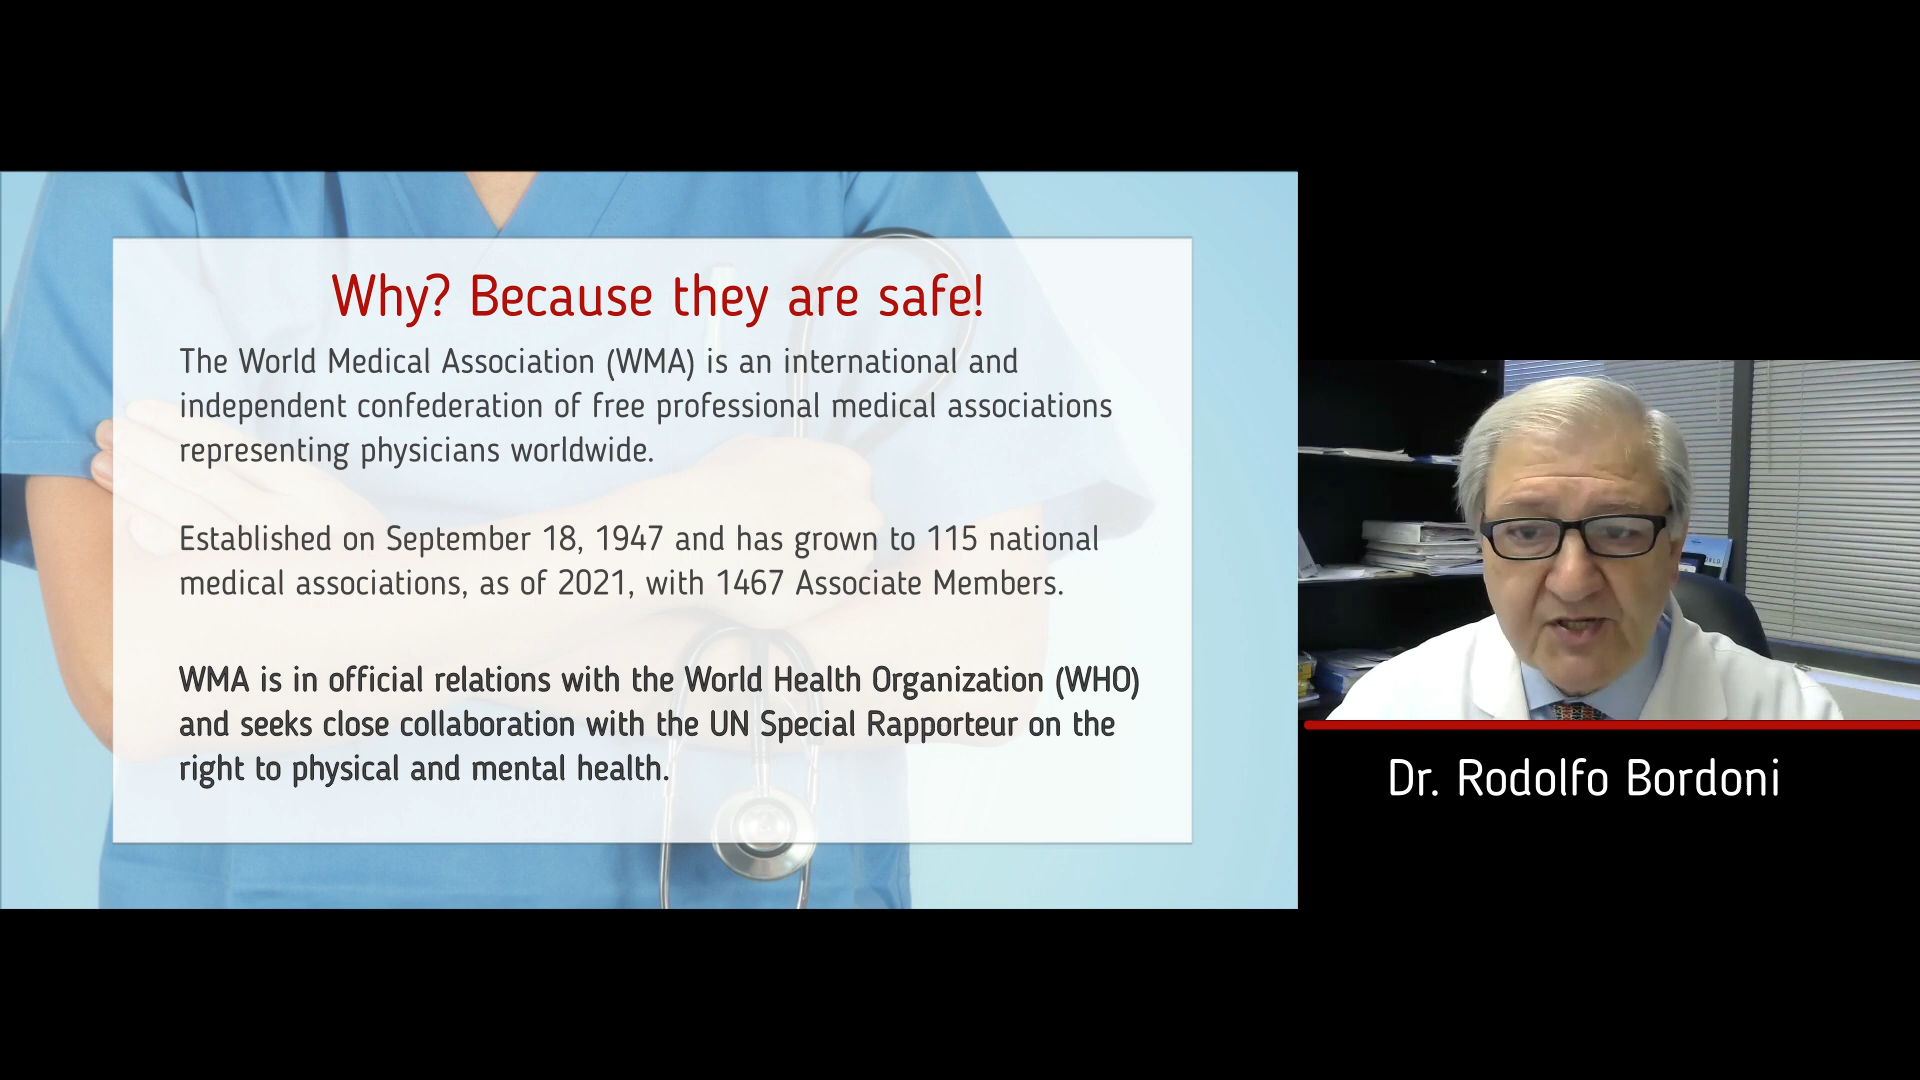 Why? Because they are safe!
The World Medical Association (WMA) is an international and
independent confederation of free professional medical associations
representing physicians worldwide.
Established on September 18, 1947 and has grown to 115 national
medical associations, as of 2021, with 1467 Associate Members.
WMA is in official relations with the World Health Organization (WHO)
and seeks close collaboration with the UN Special Rapporteur on the
right to physical and mental health.
Dr. Rodolfo Bordoni